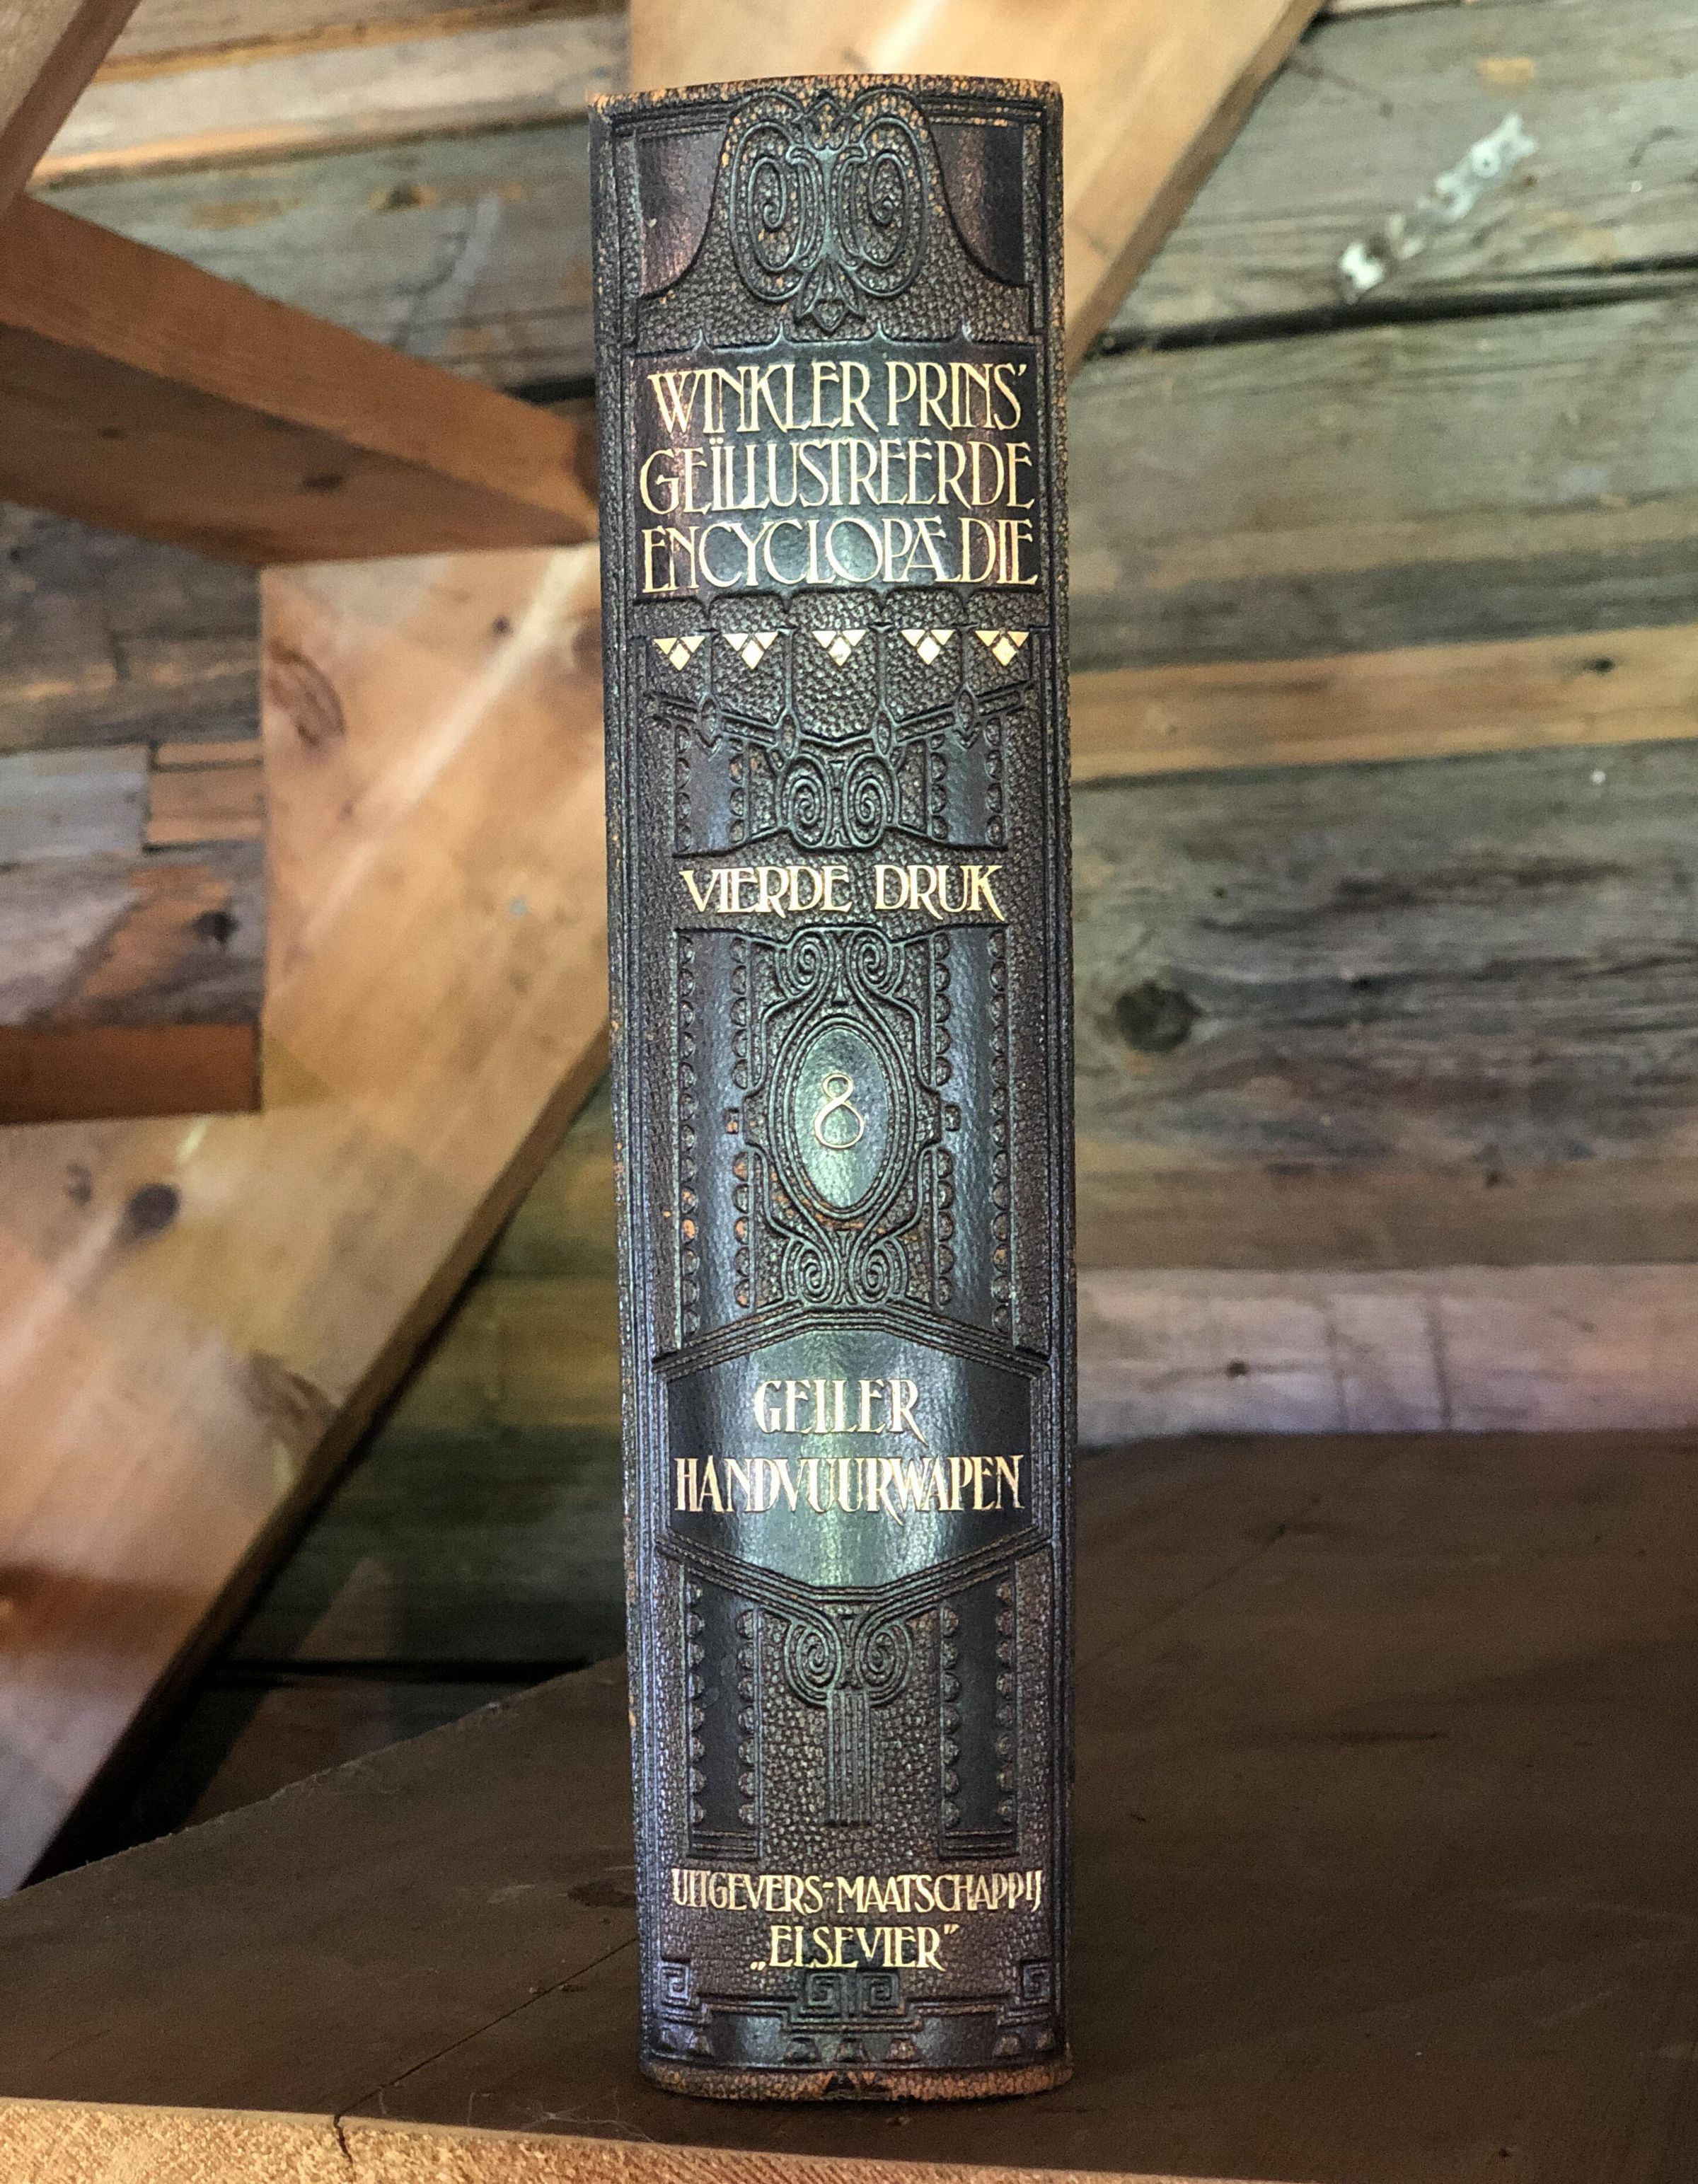 WINKLER PRINS'
GEÏLLUSTREERDE
ENCYCLOPÆDIE
VIERDE DRUK
8
GEILER
HANDVUURWAPEN
UITGEVERS-MAATSCHAPPIJ
„ELSEVIER”